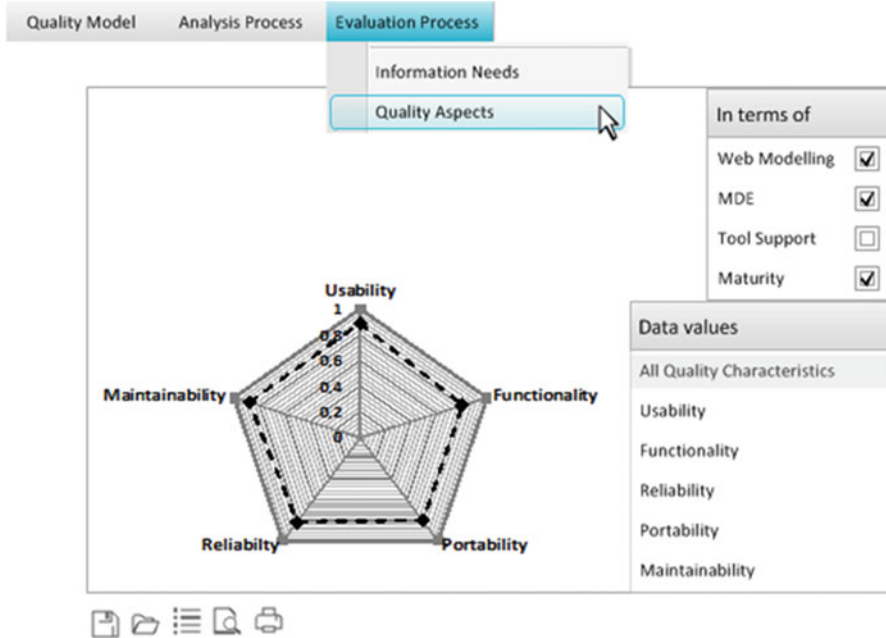 Quality Model Analysis Process Evaluation Process
Information Needs
Quality Aspects
In terms of
Web Modelling
MDE
Tool Support
Maturity
Usability
1
0,8
0,6
0,4
0,2
0
Maintainability
Functionality
Reliabilty
Portability
Data values
All Quality Characteristics
Usability
Functionality
Reliability
Portability
Maintainability